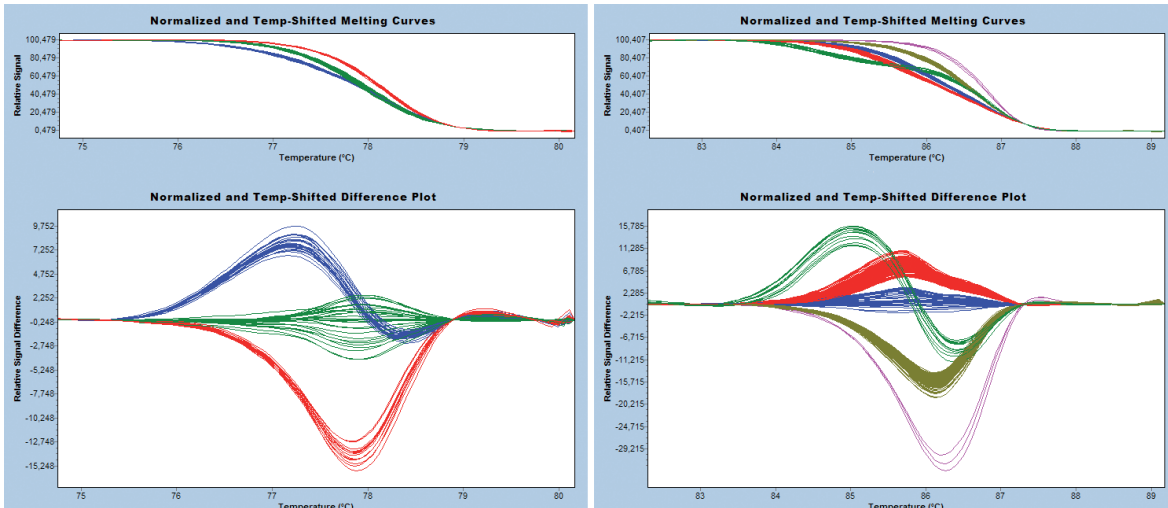 Normalized and Temp-Shifted Melting Curves
Relative Signal
100,479
80,479
60,479
40,479
20,479
0,479
75 76 77 78 79 80
Temperature (°C)
Normalized and Temp-Shifted Difference Plot
Relative Signal Difference
9,752
7,252
4,752
2,252
-0,248
-2,748
-5,248
-7,748
-10,248
-12,748
-15,248
75 76 77 78 79 80
Temperature (°C)
Normalized and Temp-Shifted Melting Curves
Relative Signal
100,407
80,407
60,407
40,407
20,407
0,407
83 84 85 86 87 88 89
Temperature (°C)
Normalized and Temp-Shifted Difference Plot
Relative Signal Difference
15,785
11,285
6,785
2,285
-2,215
-11,215
-15,715
-20,215
-24,715
-29,215
83 84 85 86 87 88 89
Temperature (°C)